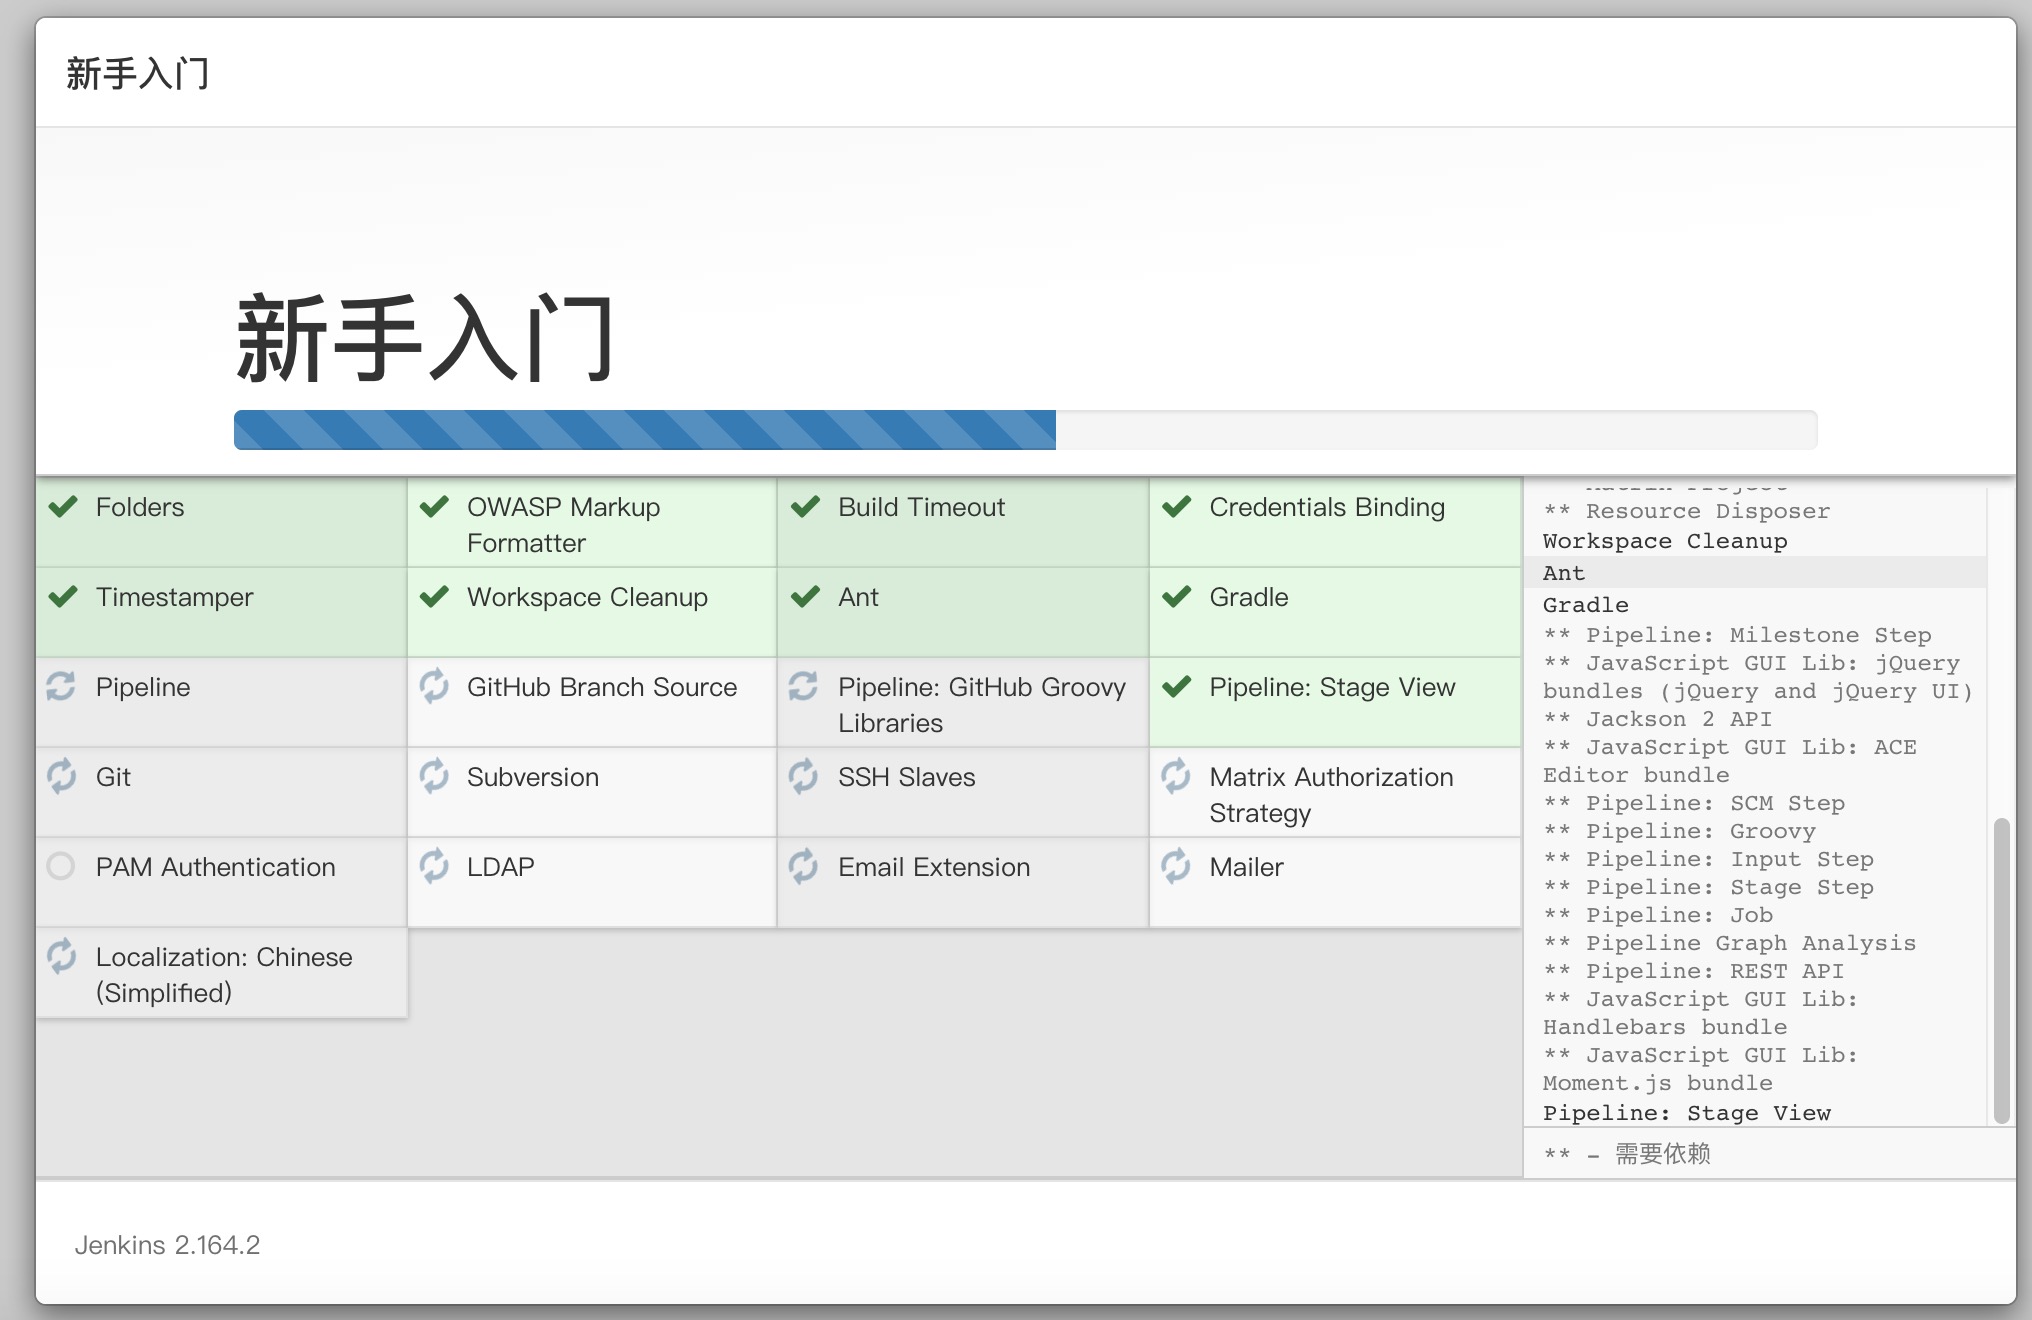 新手入门
新手入门
Folders
OWASP Markup
Formatter
Build Timeout
Credentials Binding
Timestamper
Workspace Cleanup
Ant
Gradle
Pipeline
GitHub Branch Source
Pipeline: GitHub Groovy
Libraries
Pipeline: Stage View
Git
Subversion
SSH Slaves
Matrix Authorization
Strategy
PAM Authentication
LDAP
Email Extension
Mailer
Localization: Chinese
(Simplified)
** Resource Disposer
Workspace Cleanup
Ant
Gradle
** Pipeline: Milestone Step
** JavaScript GUI Lib: jQuery
bundles (jQuery and jQuery UI)
** Jackson 2 API
** JavaScript GUI Lib: ACE
Editor bundle
** Pipeline: SCM Step
** Pipeline: Groovy
** Pipeline: Input Step
** Pipeline: Stage Step
** Pipeline: Job
** Pipeline Graph Analysis
** Pipeline: REST API
** JavaScript GUI Lib:
Handlebars bundle
** JavaScript GUI Lib:
Moment.js bundle
Pipeline: Stage View
** - 需要依赖
Jenkins 2.164.2